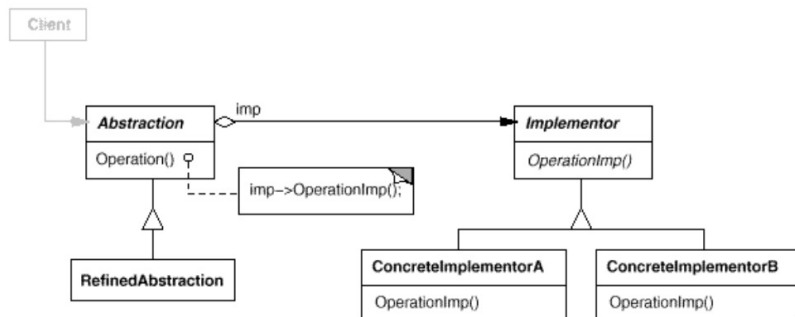 Client
imp
Abstraction
Implementor
Operation()
OperationImp()
imp->OperationImp();
RefinedAbstraction
ConcreteImplementorA
ConcreteImplementorB
OperationImp()
OperationImp()